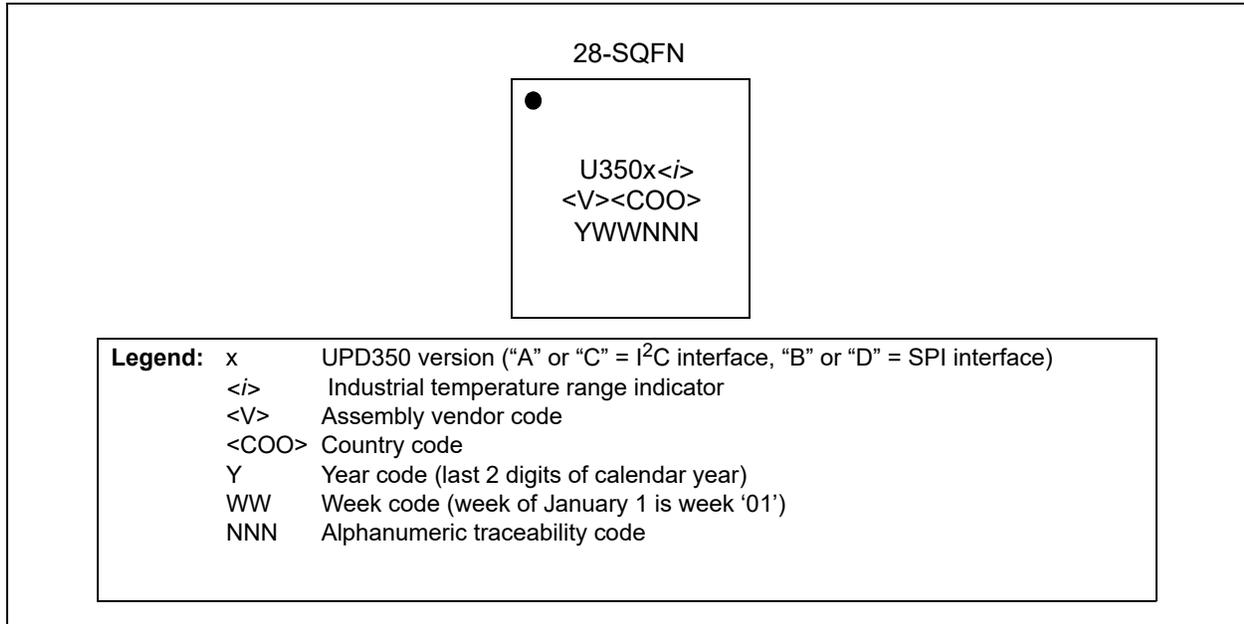 28-SQFN
U350x<i>
<V><COO>
YWWNNN
Legend: x UPD350 version (“A” or “C” = I2C interface, “B” or “D” = SPI interface)
<i> Industrial temperature range indicator
<V> Assembly vendor code
<COO> Country code
Y Year code (last 2 digits of calendar year)
WW Week code (week of January 1 is week ‘01’)
NNN Alphanumeric traceability code